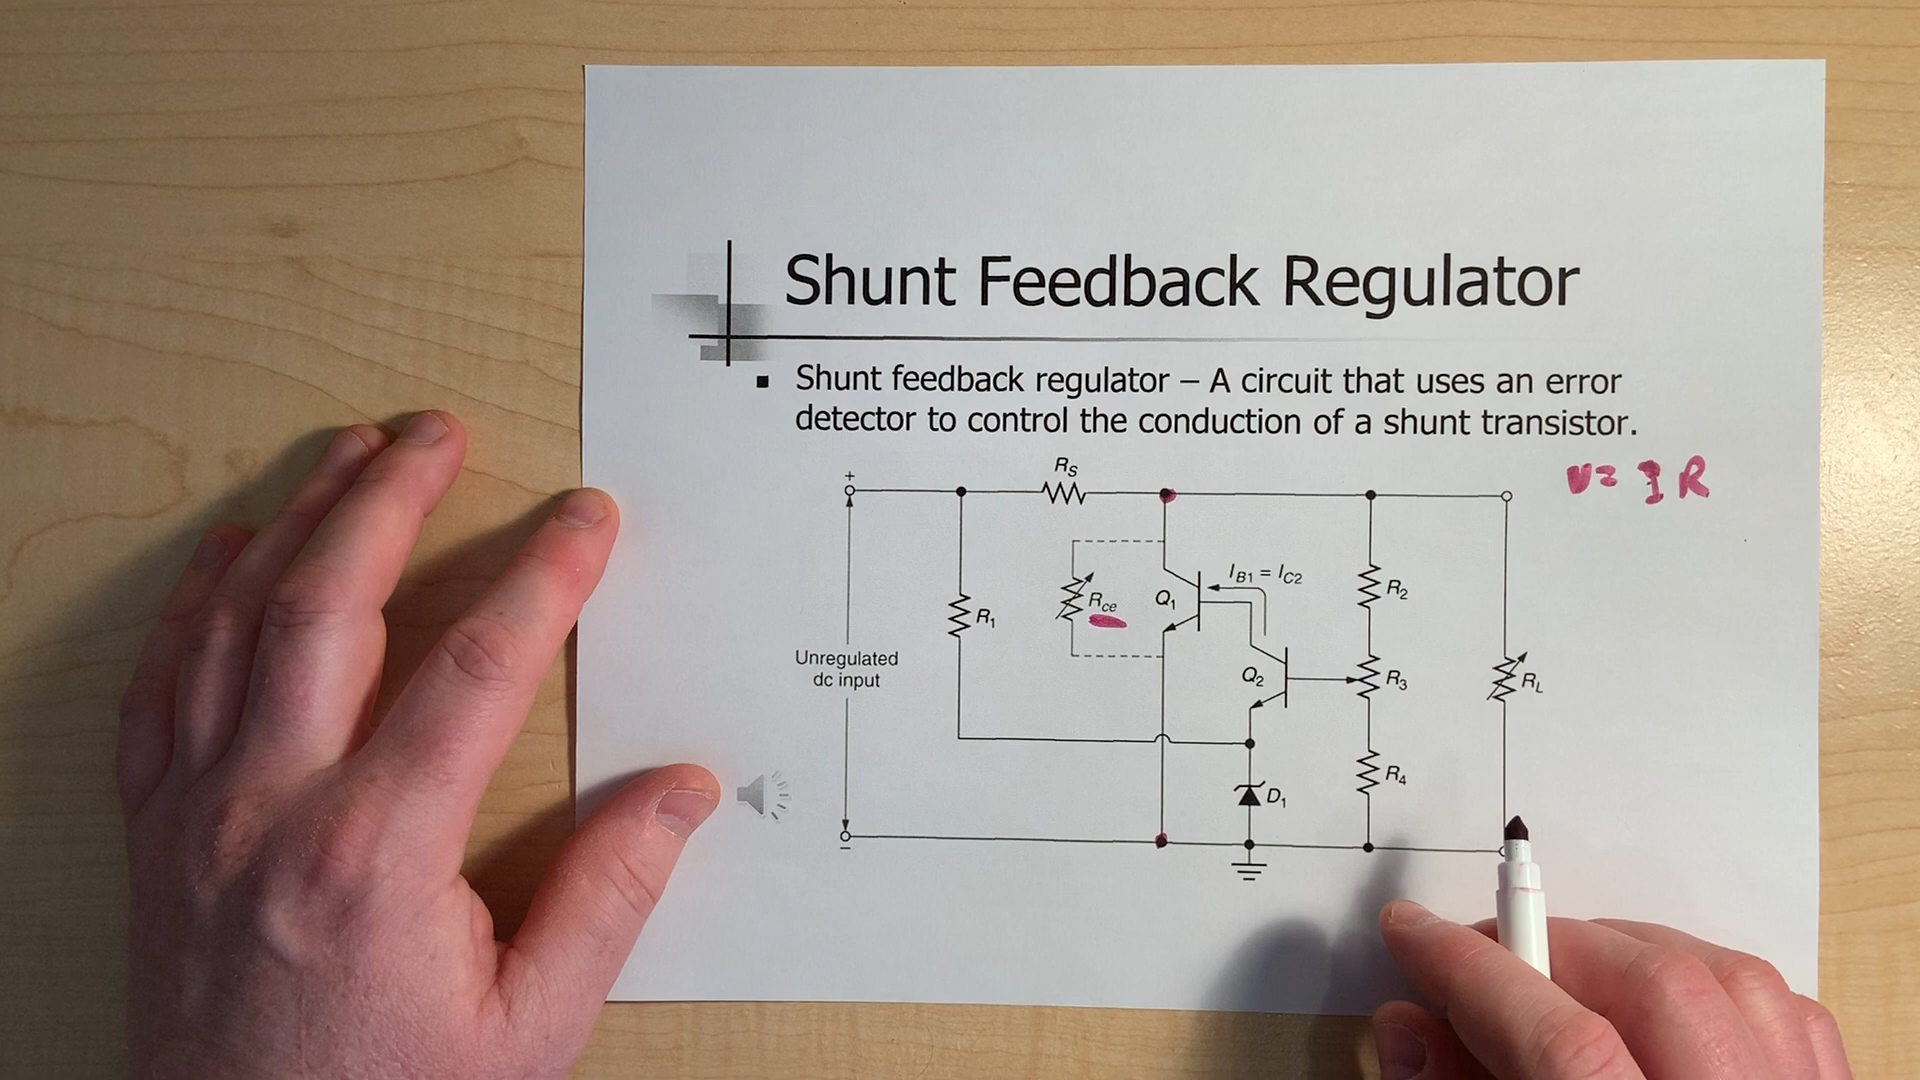 Shunt Feedback Regulator
▪ Shunt feedback regulator – A circuit that uses an error
detector to control the conduction of a shunt transistor.
V = I R
+
RS
IB1 = IC2
R2
Rce
Q1
R1
Unregulated
dc input
Q2
R3
RL
R4
D1
–